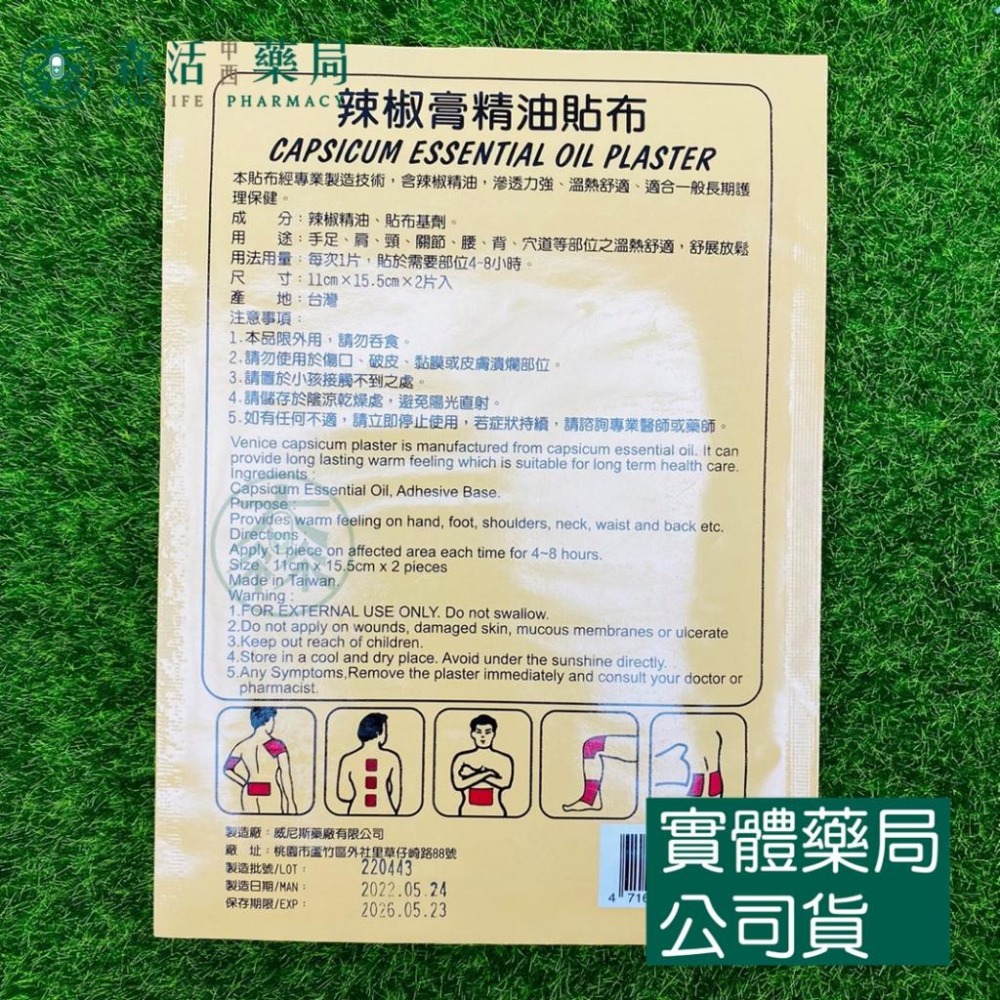 森活中西藥局
FOR LIFE PHARMACY
辣椒膏精油貼布
CAPSICUM ESSENTIAL OIL PLASTER
本貼布經專業製造技術，含辣椒精油，滲透力強、溫熱舒適、適合一般長期護
理保健。
成 分：辣椒精油、貼布基劑。
用 途：手足、肩、頸、關節、腰、背、穴道等部位之溫熱舒適，舒展放鬆
用法用量：每次1片，貼於需要部位4-8小時。
尺 寸：11cm×15.5cm×2片入
產 地：台灣
注意事項：
1.本品限外用，請勿吞食。
2.請勿使用於傷口、破皮、黏膜或皮膚潰爛部位。
3.請置於小孩接觸不到之處。
4.請儲存於陰涼乾燥處，避免陽光直射。
5.如有任何不適，請立即停止使用，若症狀持續，請諮詢專業醫師或藥師。
Venice capsicum plaster is manufactured from capsicum essential oil. It can
provide long lasting warm feeling which is suitable for long term health care.
Ingredients :
Capsicum Essential Oil, Adhesive Base.
Purpose :
Provides warm feeling on hand, foot, shoulders, neck, waist and back etc.
Directions :
Apply 1 piece on affected area each time for 4~8 hours.
Size : 11cm x 15.5cm x 2 pieces
Made in Taiwan.
Warning :
1.FOR EXTERNAL USE ONLY. Do not swallow.
2.Do not apply on wounds, damaged skin, mucous membranes or ulcerate
3.Keep out reach of children.
4.Store in a cool and dry place. Avoid under the sunshine directly.
5.Any Symptoms,Remove the plaster immediately and consult your doctor or
pharmacist.
製造廠：威尼斯藥廠有限公司
廠 址：桃園市蘆竹區外社里草仔崎路88號
製造批號/LOT： 220443
製造日期/MAN： 2022.05.24
保存期限/EXP： 2026.05.23
4 716
實體藥局
公司貨